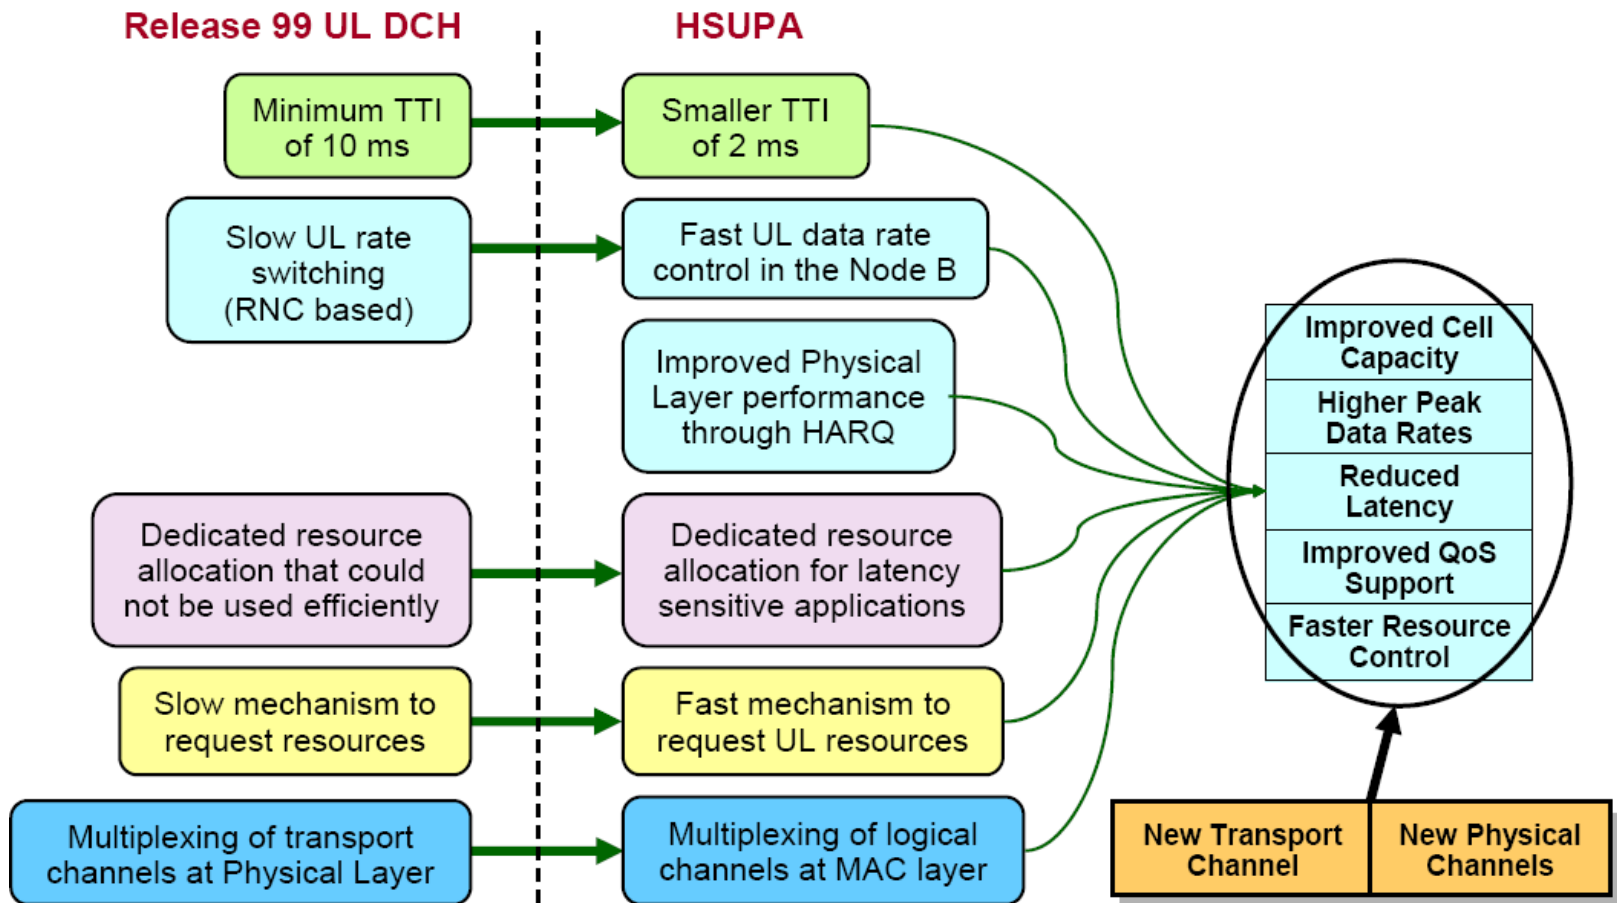 Release 99 UL DCH
HSUPA
Minimum TTI
of 10 ms
Smaller TTI
of 2 ms
Slow UL rate
switching
(RNC based)
Fast UL data rate
control in the Node B
Improved Physical
Layer performance
through HARQ
Dedicated resource
allocation that could
not be used efficiently
Dedicated resource
allocation for latency
sensitive applications
Slow mechanism to
request resources
Fast mechanism to
request UL resources
Multiplexing of transport
channels at Physical Layer
Multiplexing of logical
channels at MAC layer
Improved Cell
Capacity
Higher Peak
Data Rates
Reduced
Latency
Improved QoS
Support
Faster Resource
Control
New Transport
Channel
New Physical
Channels